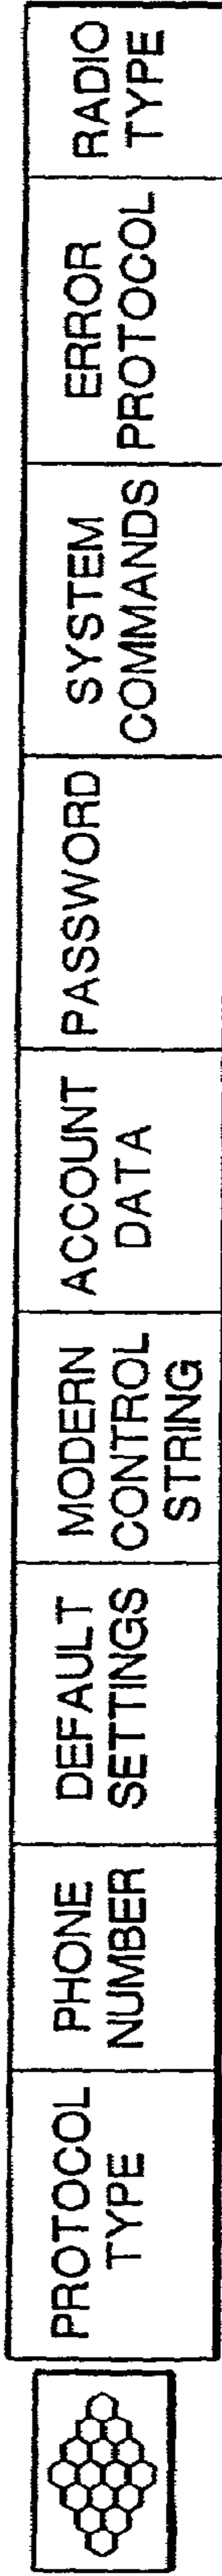 PROTOCOL
TYPE
PHONE
NUMBER
DEFAULT
SETTINGS
MODERN
CONTROL
STRING
ACCOUNT
DATA
PASSWORD
SYSTEM
COMMANDS
ERROR
PROTOCOL
RADIO
TYPE